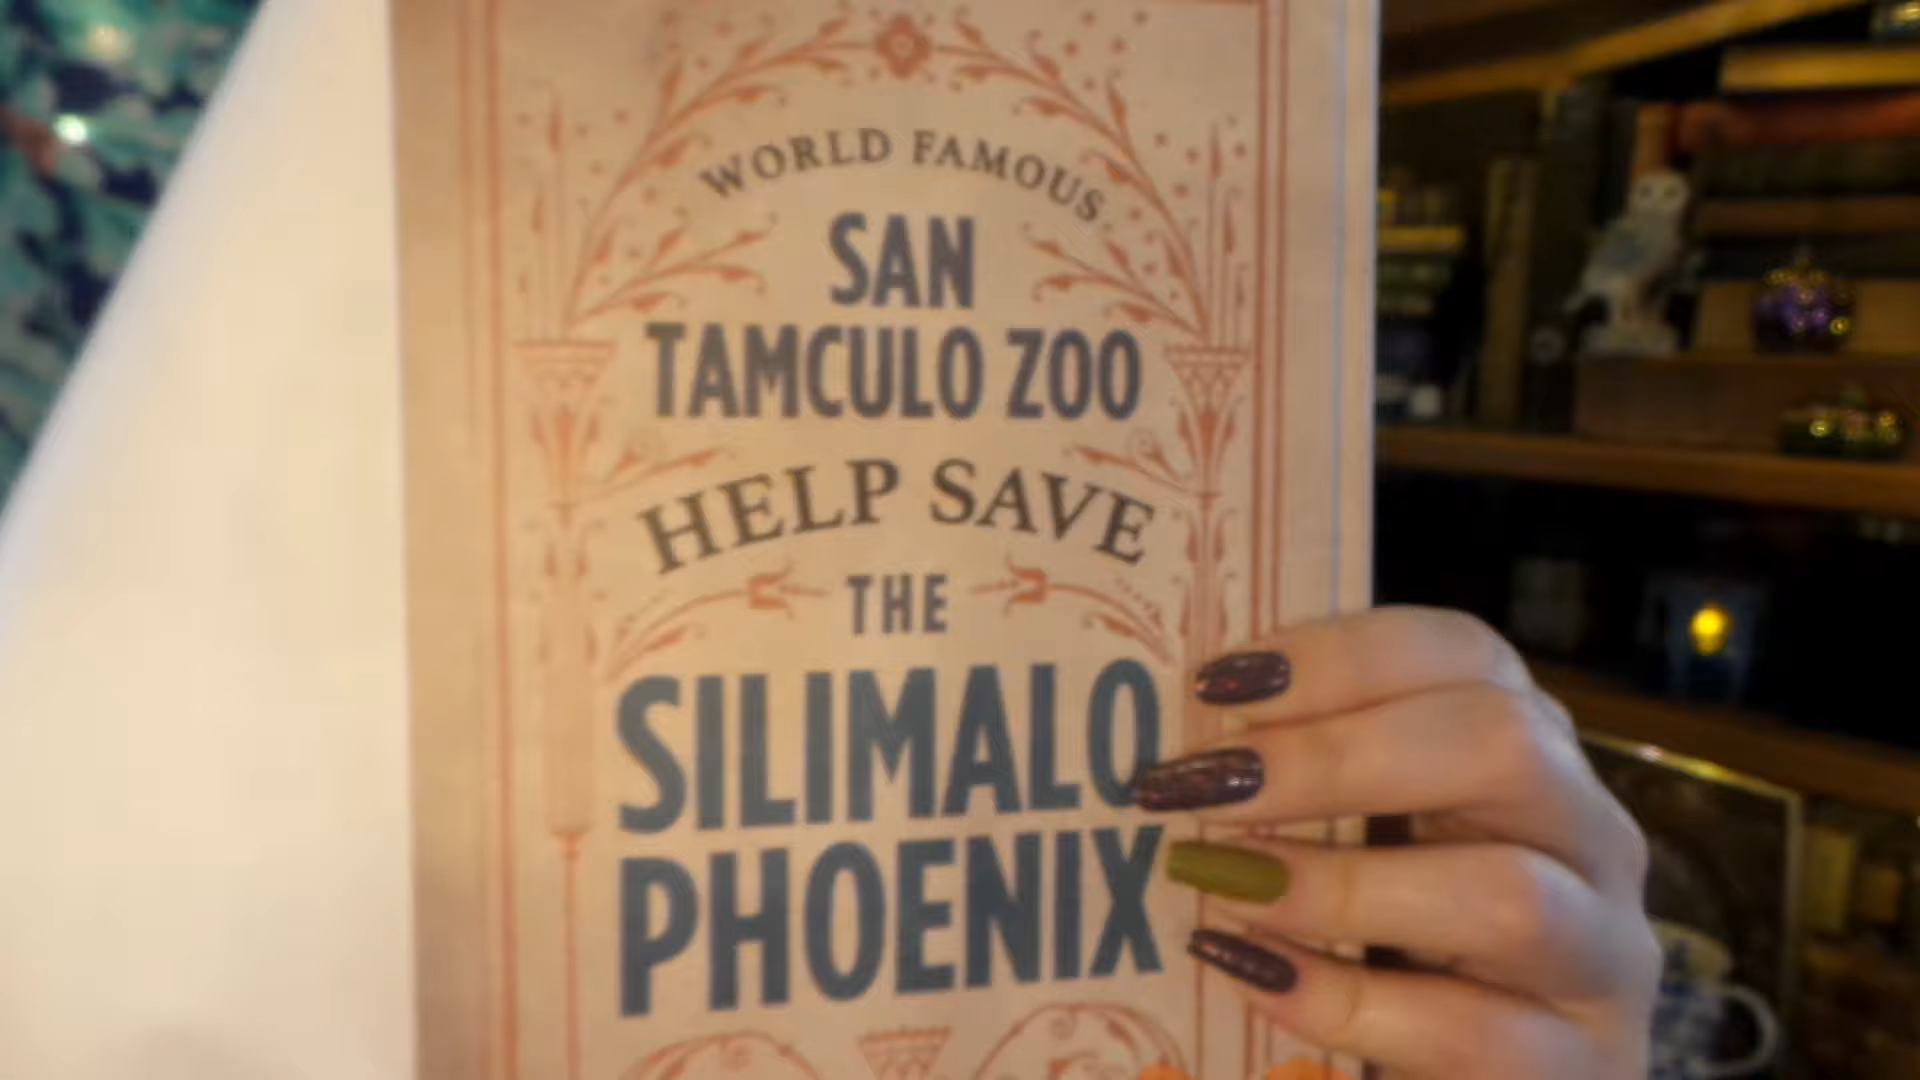 WORLD FAMOUS
SAN
TAMCULO ZOO
HELP SAVE
THE
SILIMALO
PHOENIX